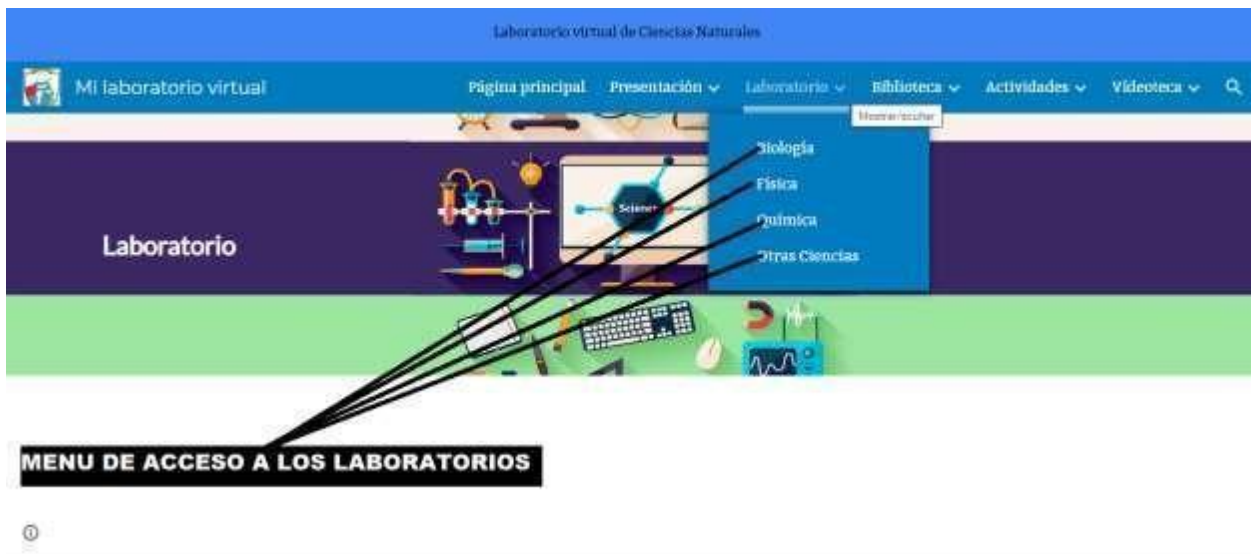 Laboratorio virtual de Ciencias Naturales
Mi laboratorio virtual
Página principal Presentación Laboratorio Biblioteca Actividades Videoteca
Mostrar/ocultar
Biología
Física
Química
Otras Ciencias
Science
Laboratorio
MENU DE ACCESO A LOS LABORATORIOS